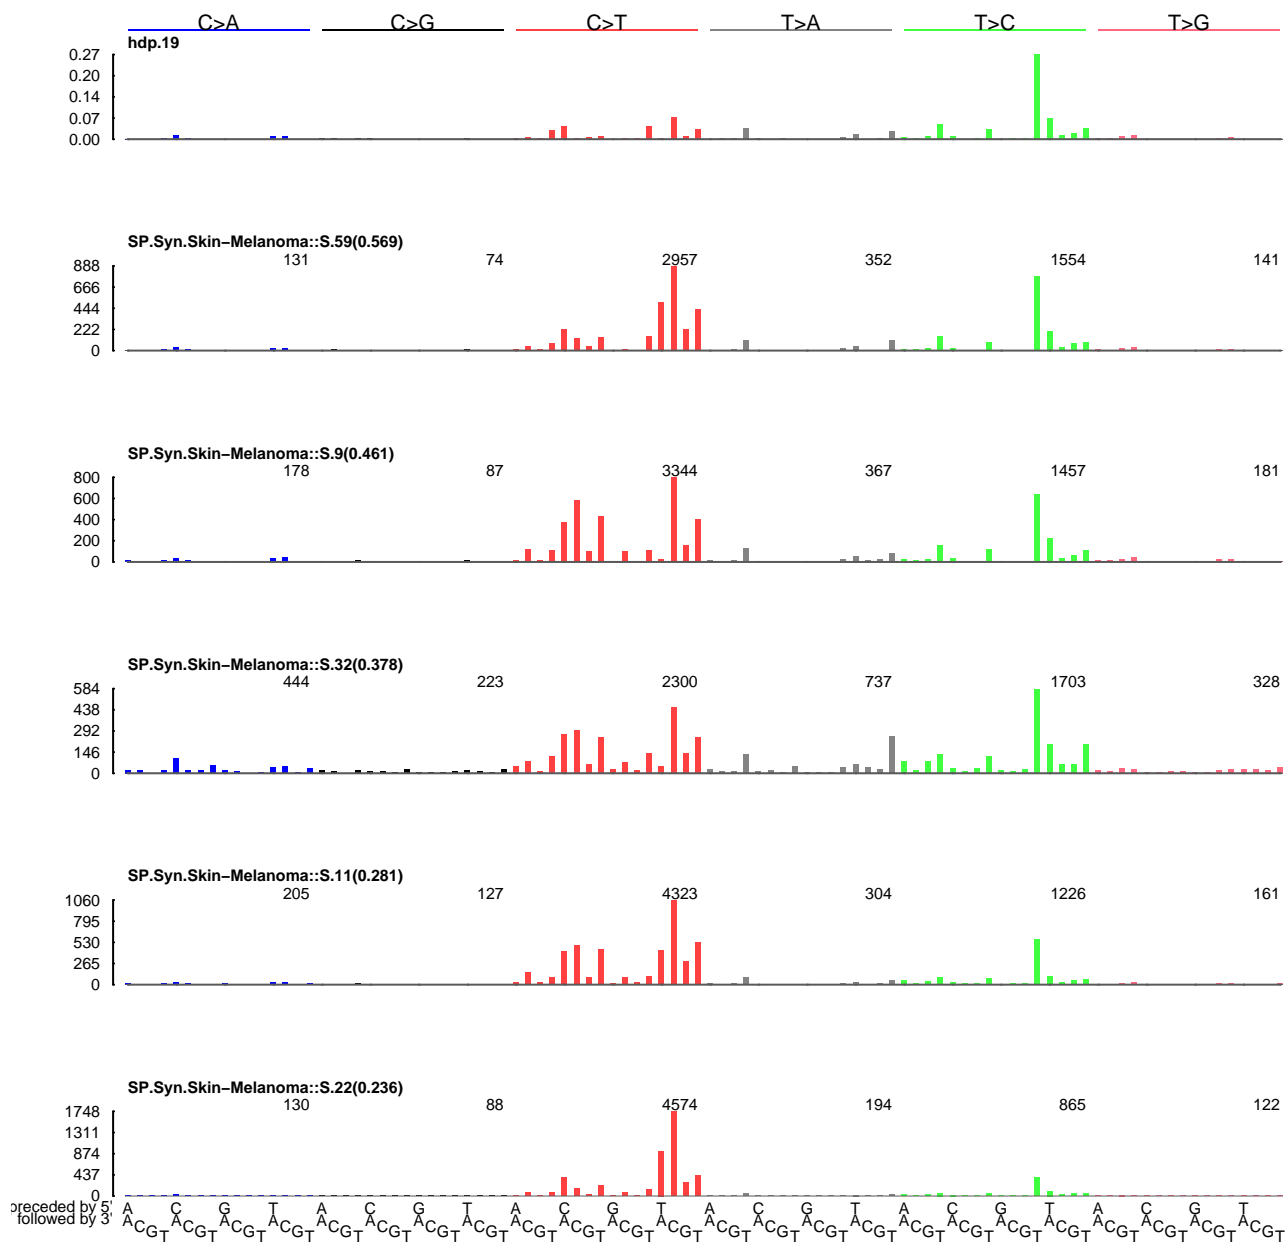 C>A C>G C>T T>A T>C T>G
hdp.19
0.27
0.20
0.14
0.07
0.00
SP.Syn.Skin−Melanoma::S.59(0.569)
131 74 2957 352 1554 141
888
666
444
222
0
SP.Syn.Skin−Melanoma::S.9(0.461)
178 87 3344 367 1457 181
800
600
400
200
0
SP.Syn.Skin−Melanoma::S.32(0.378)
444 223 2300 737 1703 328
584
438
292
146
0
SP.Syn.Skin−Melanoma::S.11(0.281)
205 127 4323 304 1226 161
1060
795
530
265
0
SP.Syn.Skin−Melanoma::S.22(0.236)
130 88 4574 194 865 122
1748
1311
874
437
0
preceded by 5' A C G T A C G T A C G T A C G T A C G T A C G T
followed by 3' A C G T A C G T A C G T A C G T A C G T A C G T A C G T A C G T A C G T A C G T A C G T A C G T A C G T A C G T A C G T A C G T A C G T A C G T A C G T A C G T A C G T A C G T A C G T A C G T